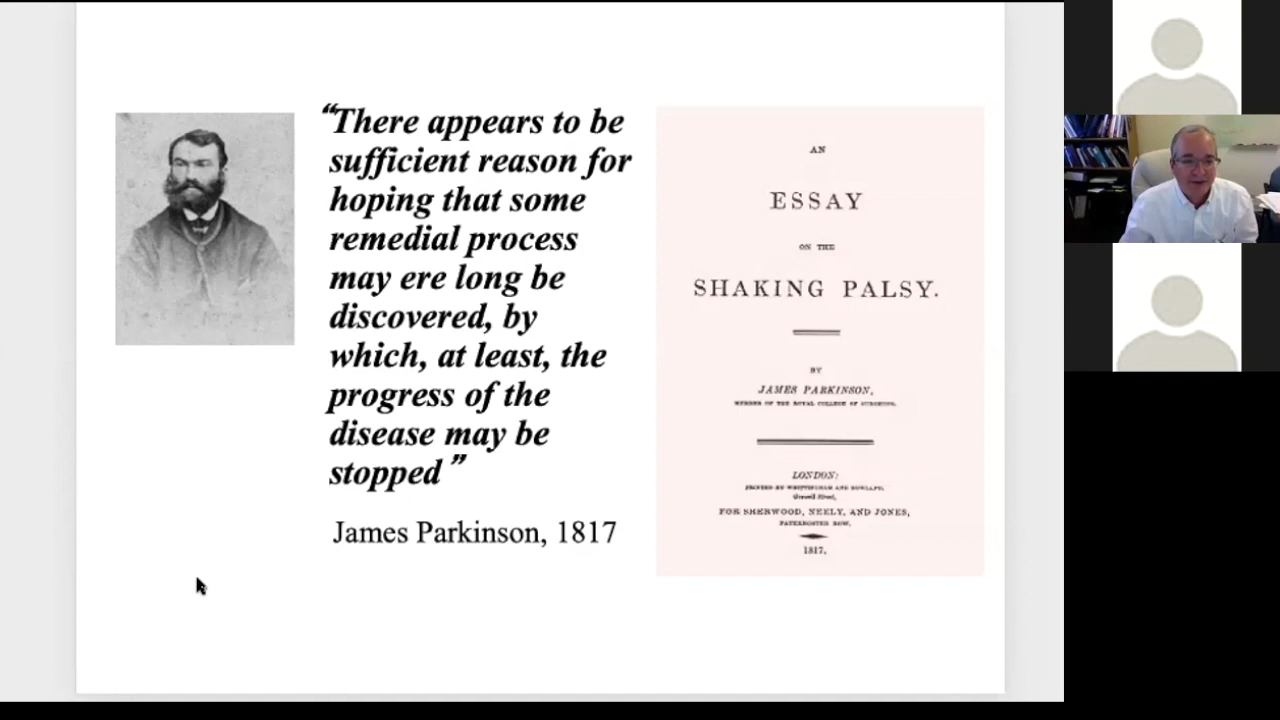 “There appears to be
sufficient reason for
hoping that some
remedial process
may ere long be
discovered, by
which, at least, the
progress of the
disease may be
stopped”
James Parkinson, 1817
AN
ESSAY
ON THE
SHAKING PALSY.
BY
JAMES PARKINSON,
MEMBER OF THE ROYAL COLLEGE OF SURGEONS.
LONDON:
PRINTED BY WHITTINGHAM AND ROWLAND,
Goswell Street,
FOR SHERWOOD, NEELY, AND JONES,
PATERNOSTER ROW.
1817.